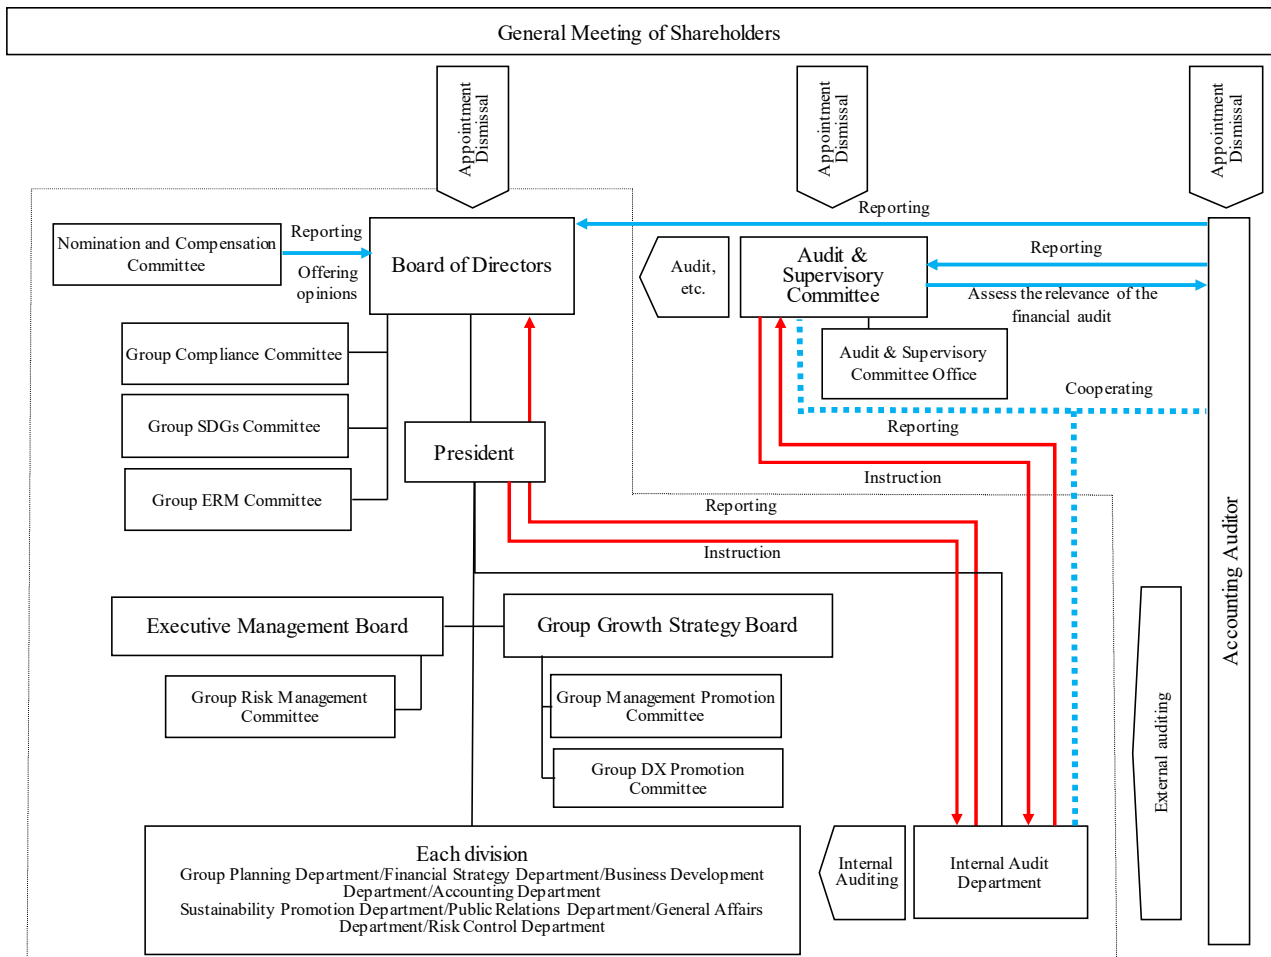 General Meeting of Shareholders
Appointment
Dismissal
Appointment
Dismissal
Appointment
Dismissal
Reporting
Nomination and Compensation
Committee
Reporting
Offering
opinions
Board of Directors
Audit,
etc.
Audit &
Supervisory
Committee
Reporting
Assess the relevance of the
financial audit
Group Compliance Committee
Audit & Supervisory
Committee Office
Cooperating
Group SDGs Committee
Reporting
President
Group ERM Committee
Instruction
Reporting
Instruction
Accounting Auditor
Executive Management Board
Group Growth Strategy Board
Group Risk Management
Committee
Group Management Promotion
Committee
External auditing
Group DX Promotion
Committee
Each division
Group Planning Department/Financial Strategy Department/Business Development
Department/Accounting Department
Sustainability Promotion Department/Public Relations Department/General Affairs
Department/Risk Control Department
Internal
Auditing
Internal Audit
Department